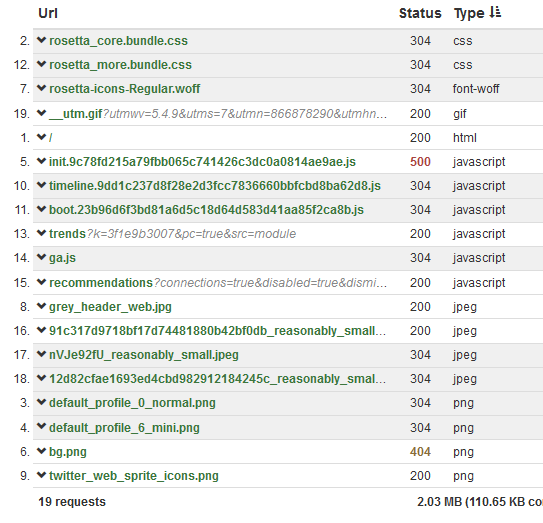 Url Status Type
2. rosetta_core.bundle.css 304 css
12. rosetta_more.bundle.css 304 css
7. rosetta-icons-Regular.woff 304 font-woff
19. __utm.gif?utmwv=5.4.9&utms=7&utmn=866878290&utmhn... 200 gif
1. / 200 html
5. init.9c78fd215a79fbb065c741426c3dc0a0814ae9ae.js 500 javascript
10. timeline.9dd1c237d8f28e2d3fcc7836660bbfcbd8ba62d8.js 304 javascript
11. boot.23b96d6f3bd81a6d5c18d64d583d41aa85f2ca8b.js 304 javascript
13. trends?k=3f1e9b3007&pc=true&src=module 200 javascript
14. ga.js 304 javascript
15. recommendations?connections=true&disabled=true&dismi... 200 javascript
8. grey_header_web.jpg 200 jpeg
16. 91c317d9718bf17d74481880b42bf0db_reasonably_small... 200 jpeg
17. nVJe92fU_reasonably_small.jpeg 304 jpeg
18. 12d82cfae1693ed4cbd982912184245c_reasonably_smal... 304 jpeg
3. default_profile_0_normal.png 304 png
4. default_profile_6_mini.png 304 png
6. bg.png 404 png
9. twitter_web_sprite_icons.png 200 png
19 requests 2.03 MB (110.65 KB co